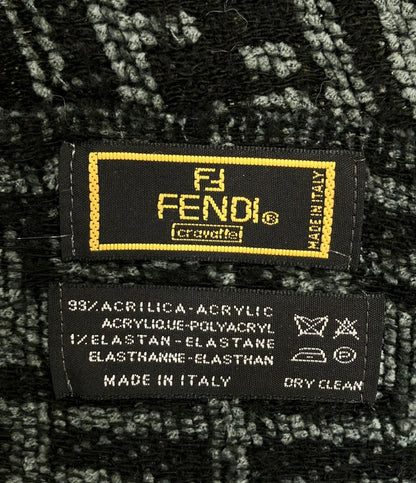 FENDI®
cravatte
MADE IN ITALY
99% ACRILICA-ACRYLIC
ACRYLIQUE-POLYACRYL
1% ELASTAN-ELASTANE
ELASTHANNE-ELASTHAN
MADE IN ITALY
DRY CLEAN